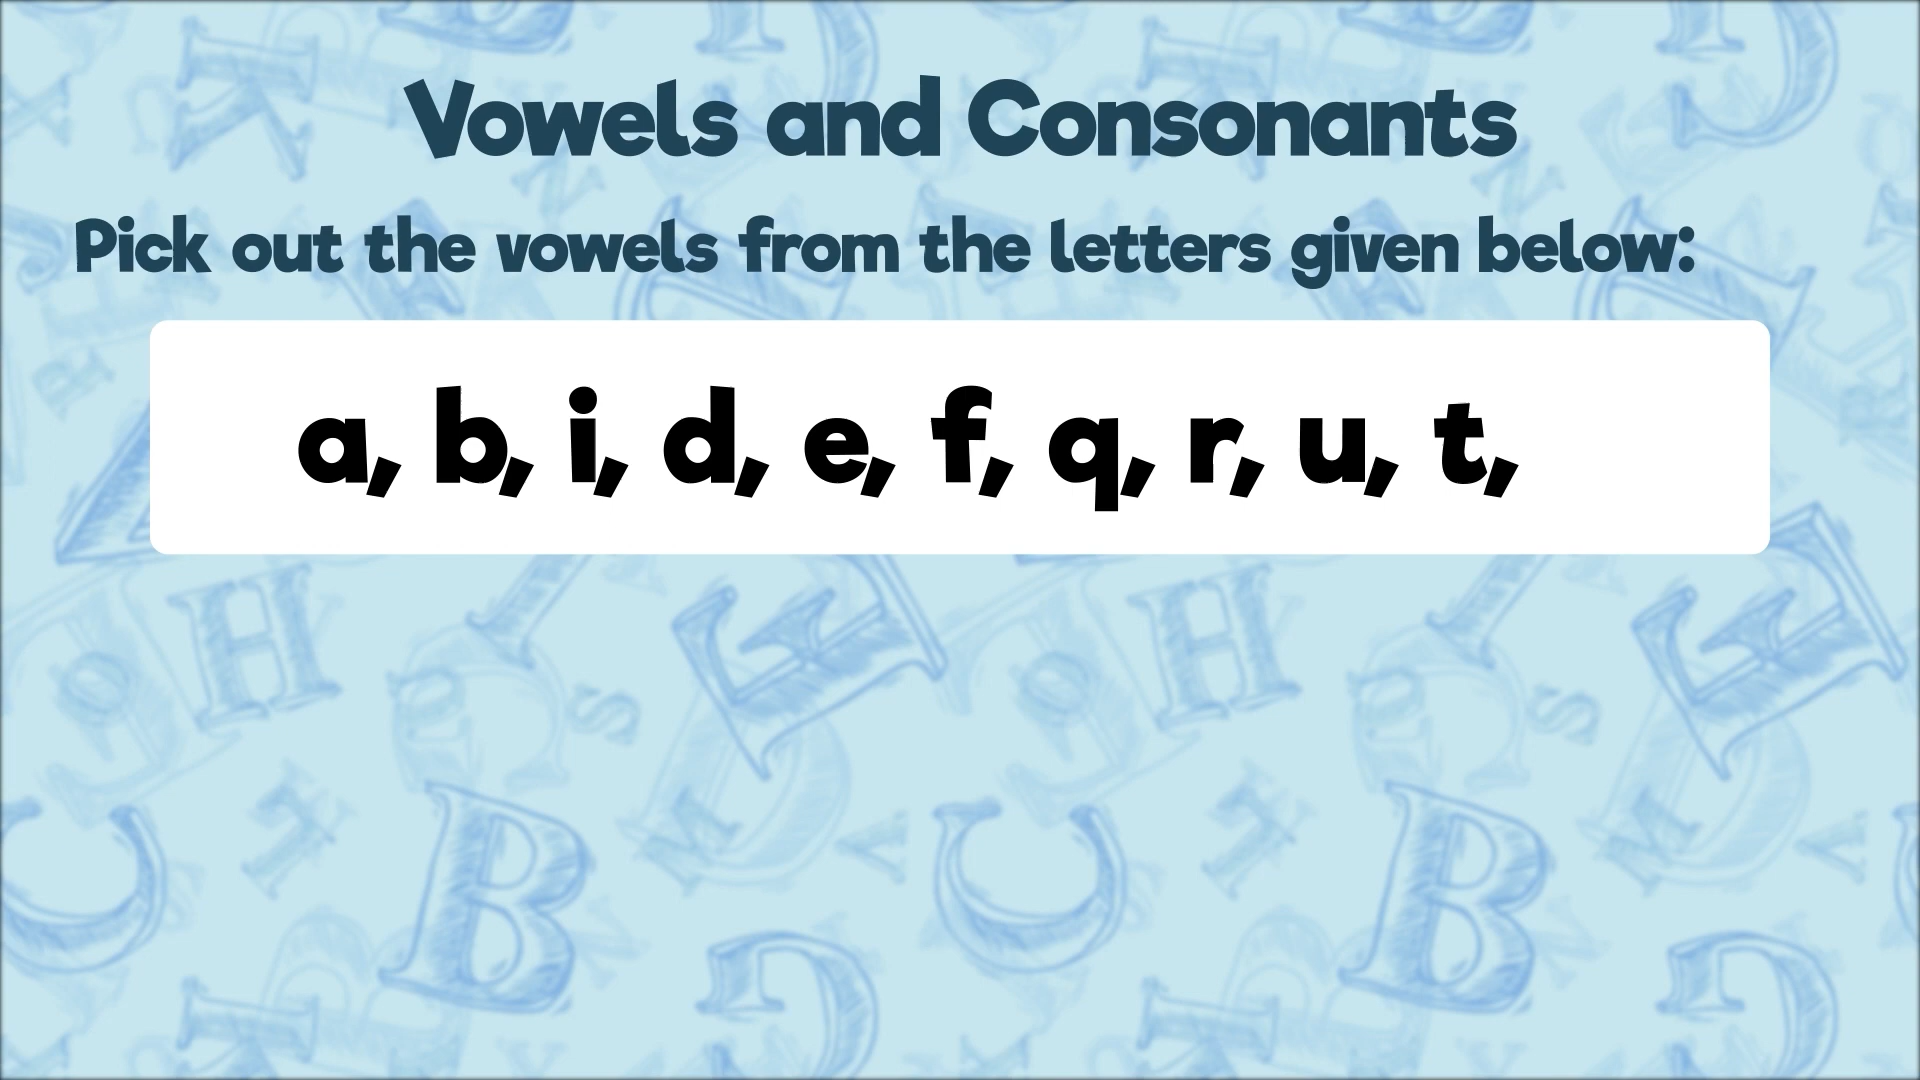 Vowels and Consonants
Pick out the vowels from the letters given below:
a, b, i, d, e, f, q, r, u, t,